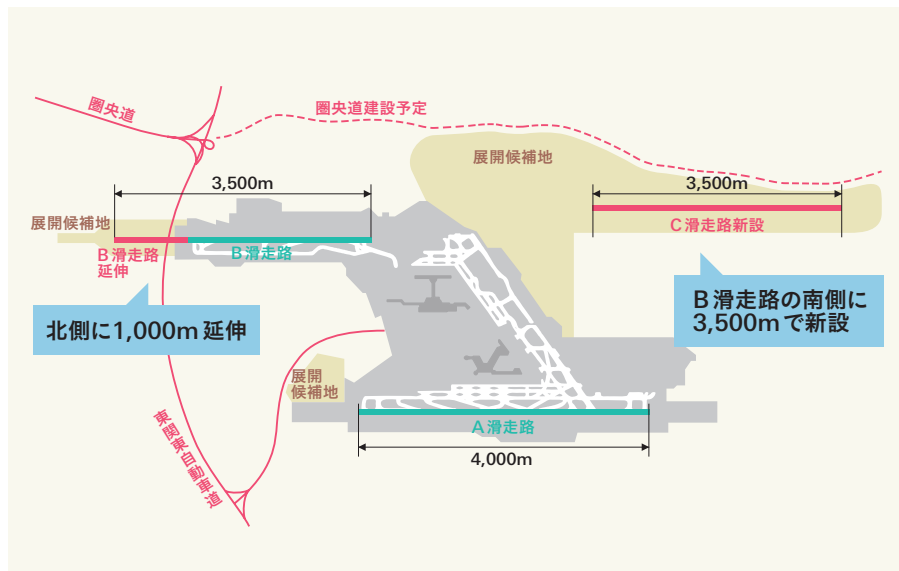 圏央道
圏央道建設予定
展開候補地
3,500m
3,500m
展開候補地
B滑走路
延伸
B滑走路
C滑走路新設
北側に1,000m延伸
B滑走路の南側に
3,500mで新設
展開
候補地
東関東自動車道
A滑走路
4,000m